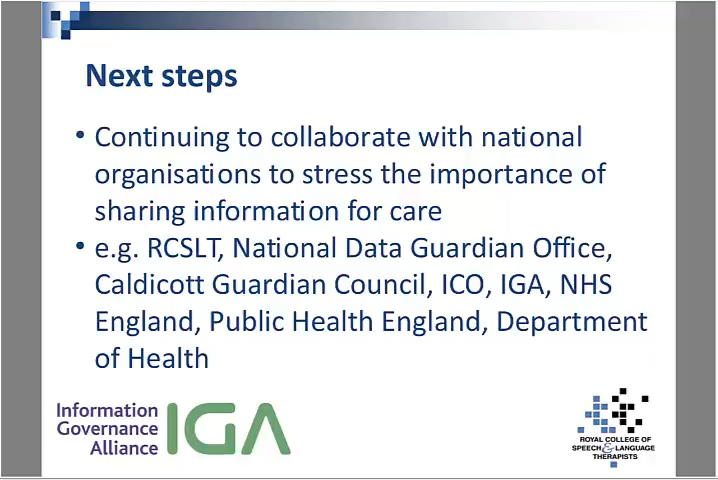 Next steps
• Continuing to collaborate with national
organisations to stress the importance of
sharing information for care
• e.g. RCSLT, National Data Guardian Office,
Caldicott Guardian Council, ICO, IGA, NHS
England, Public Health England, Department
of Health
Information
Governance
Alliance
IGA
ROYAL COLLEGE OF
SPEECH & LANGUAGE
THERAPISTS